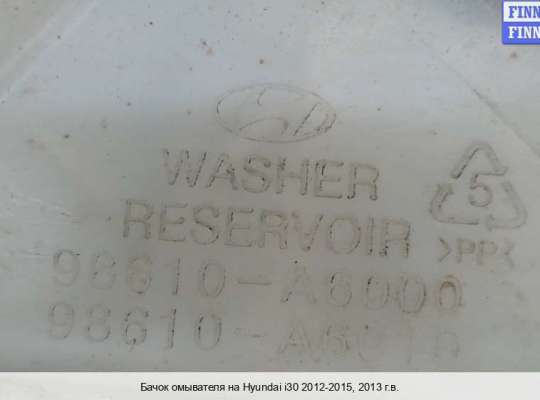 FINN
FINN
WASHER
RESERVOIR
5
>PP<
98610-A6000
Бачок омывателя на Hyundai i30 2012-2015, 2013 г.в.